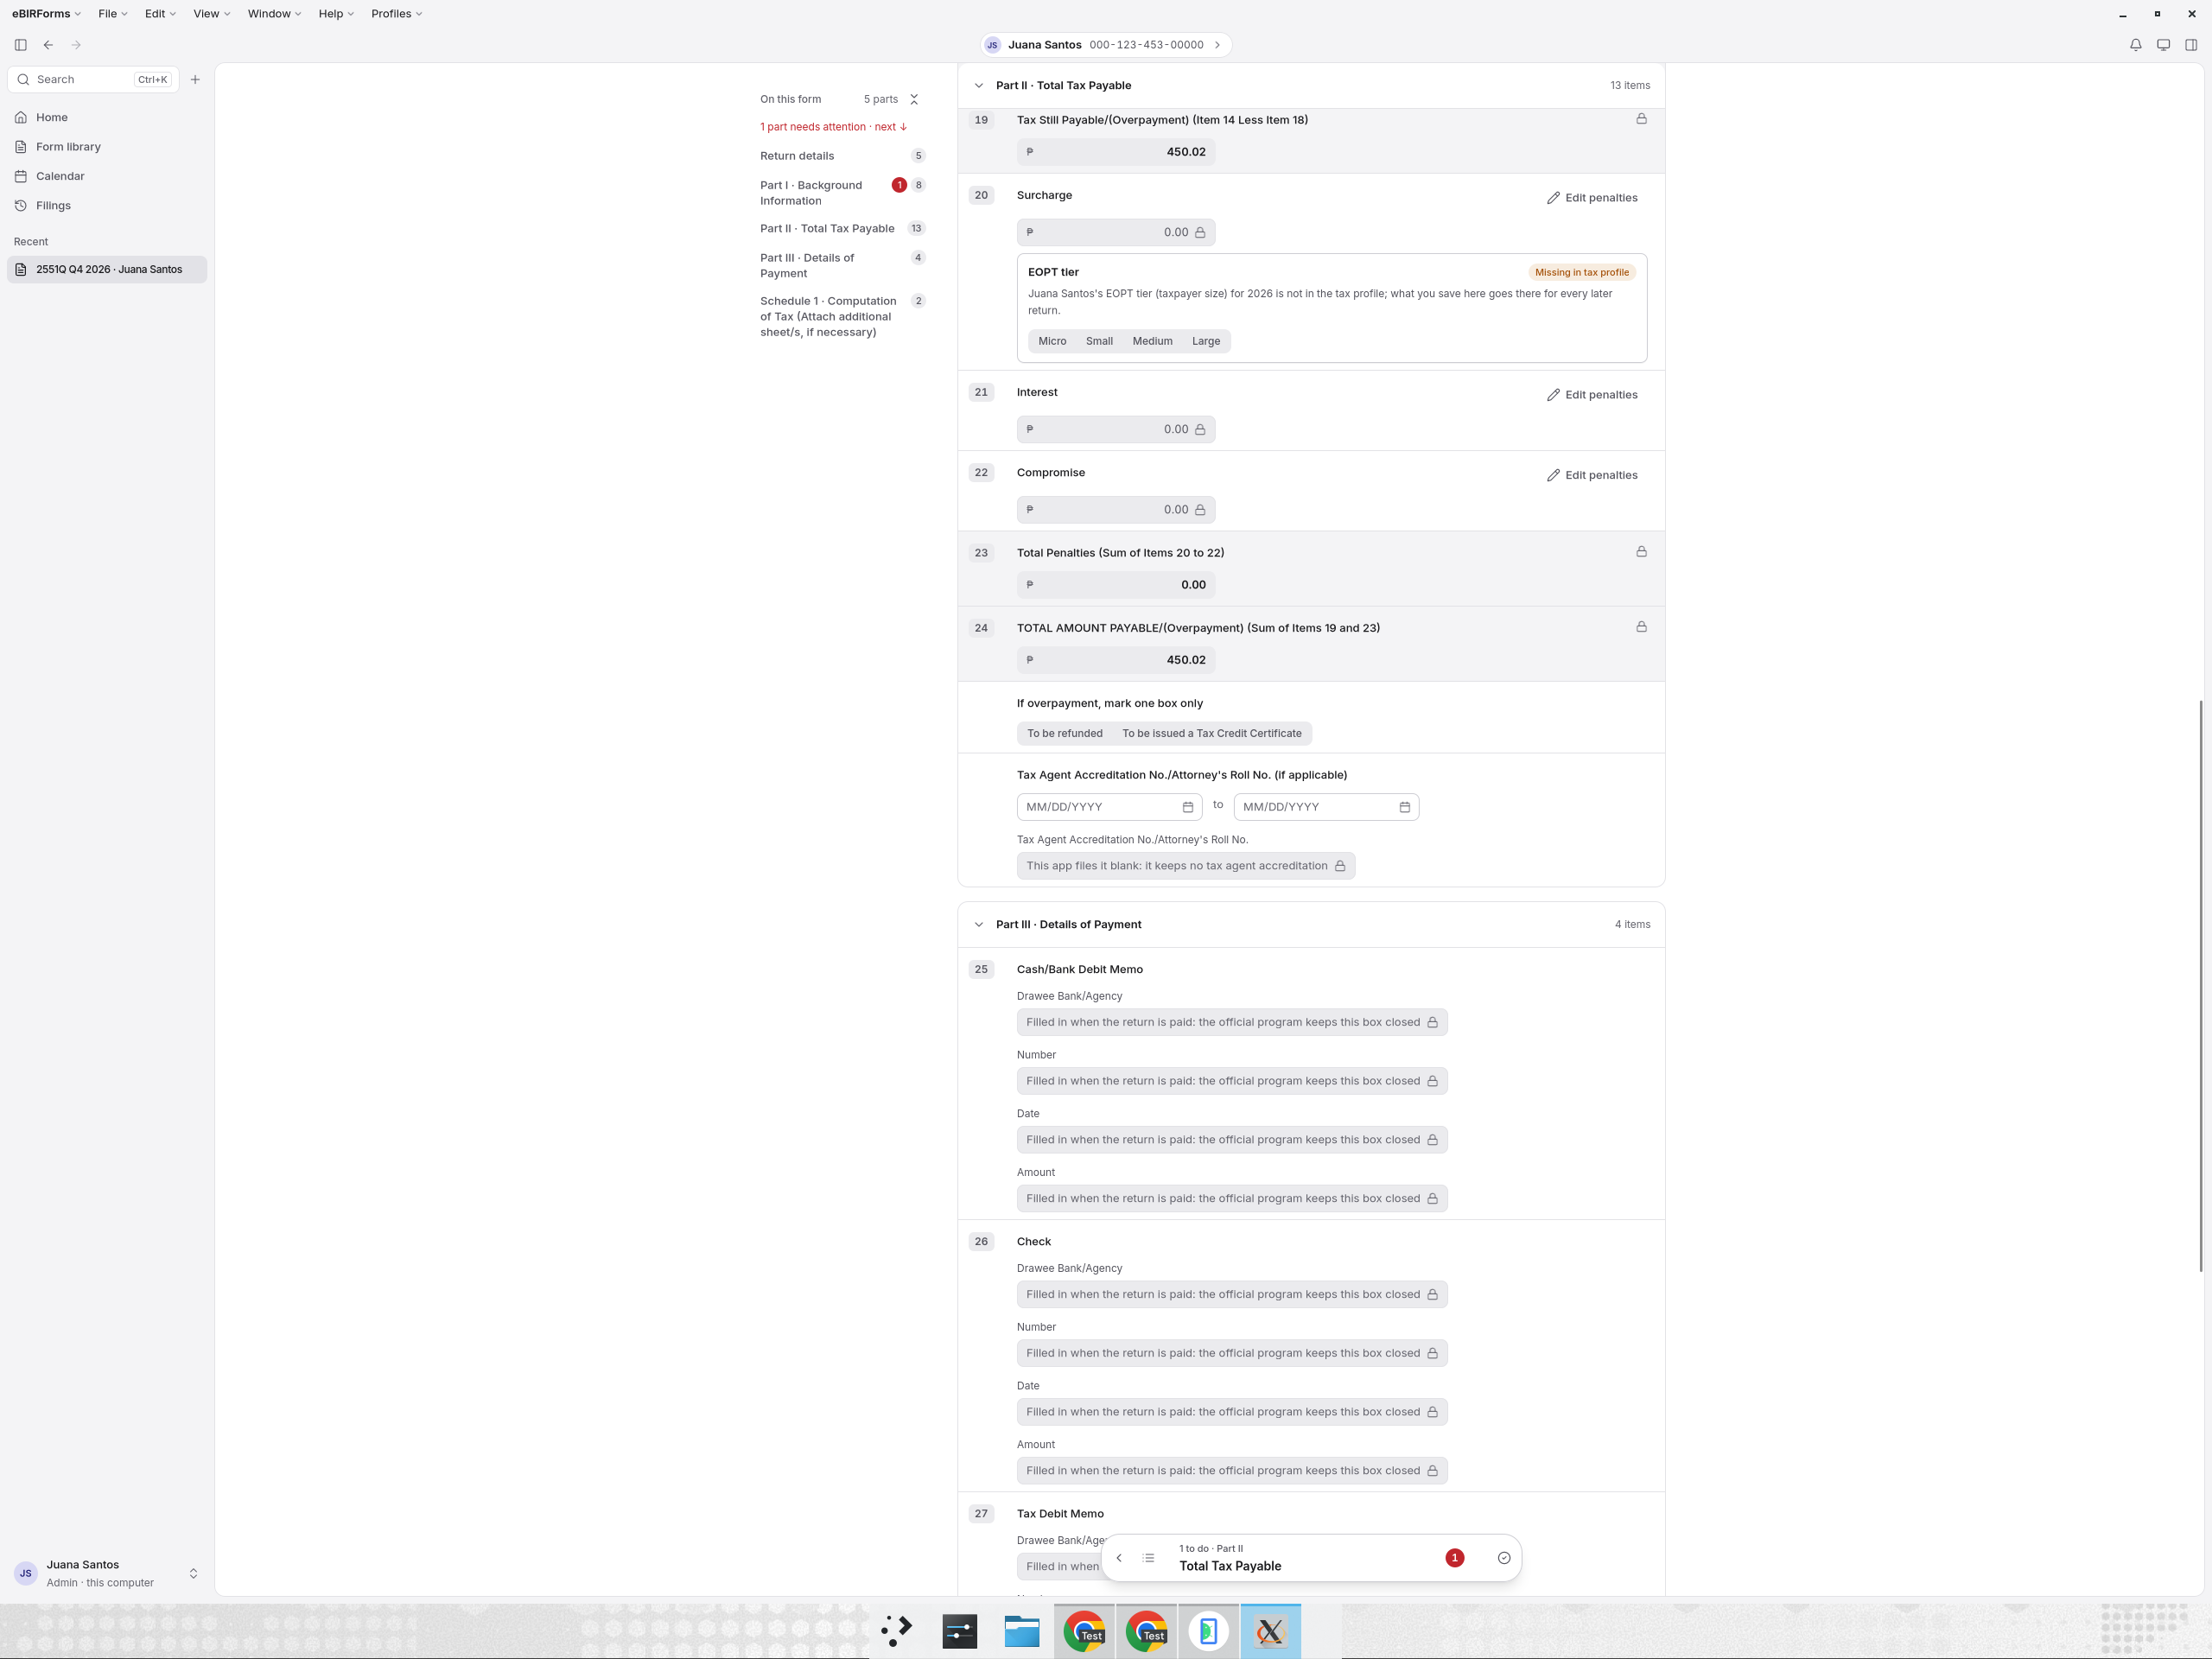 eBIRForms File Edit View Window Help Profiles
JS Juana Santos 000-123-453-00000
Search Ctrl+K
Home
Form library
Calendar
Filings
Recent
2551Q Q4 2026 · Juana Santos
On this form 5 parts
1 part needs attention · next ↓
Return details 5
Part I · Background 1 8
Information
Part II · Total Tax Payable 13
Part III · Details of 4
Payment
Schedule 1 · Computation 2
of Tax (Attach additional
sheet/s, if necessary)
Part II · Total Tax Payable 13 items
19 Tax Still Payable/(Overpayment) (Item 14 Less Item 18)
₱ 450.02
20 Surcharge Edit penalties
₱ 0.00
EOPT tier Missing in tax profile
Juana Santos's EOPT tier (taxpayer size) for 2026 is not in the tax profile; what you save here goes there for every later
return.
Micro Small Medium Large
21 Interest Edit penalties
₱ 0.00
22 Compromise Edit penalties
₱ 0.00
23 Total Penalties (Sum of Items 20 to 22)
₱ 0.00
24 TOTAL AMOUNT PAYABLE/(Overpayment) (Sum of Items 19 and 23)
₱ 450.02
If overpayment, mark one box only
To be refunded To be issued a Tax Credit Certificate
Tax Agent Accreditation No./Attorney's Roll No. (if applicable)
MM/DD/YYYY to MM/DD/YYYY
Tax Agent Accreditation No./Attorney's Roll No.
This app files it blank: it keeps no tax agent accreditation
Part III · Details of Payment 4 items
25 Cash/Bank Debit Memo
Drawee Bank/Agency
Filled in when the return is paid: the official program keeps this box closed
Number
Filled in when the return is paid: the official program keeps this box closed
Date
Filled in when the return is paid: the official program keeps this box closed
Amount
Filled in when the return is paid: the official program keeps this box closed
26 Check
Drawee Bank/Agency
Filled in when the return is paid: the official program keeps this box closed
Number
Filled in when the return is paid: the official program keeps this box closed
Date
Filled in when the return is paid: the official program keeps this box closed
Amount
Filled in when the return is paid: the official program keeps this box closed
27 Tax Debit Memo
Drawee Bank/Age
Filled in when
1 to do · Part II
Total Tax Payable 1
JS Juana Santos
Admin · this computer
Test Test